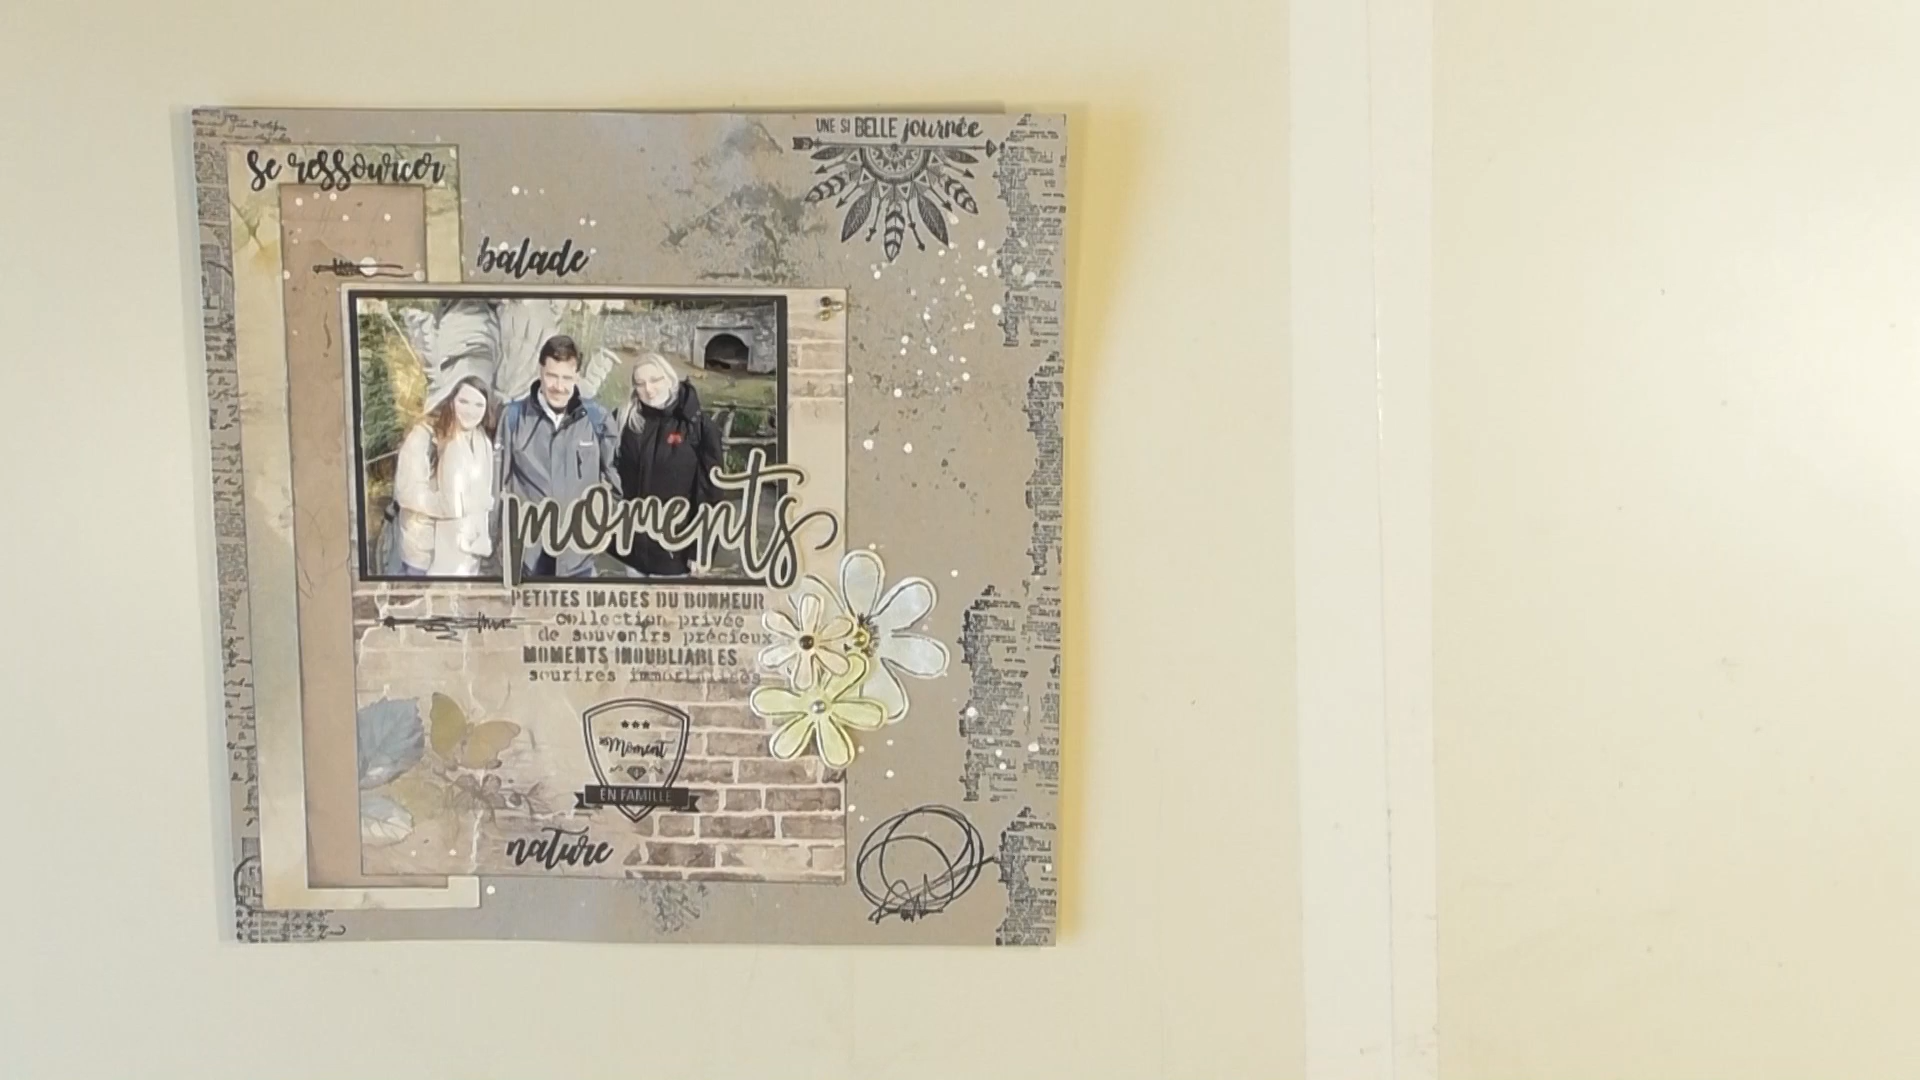 UNE SI BELLE journée
se ressourcer
balade
moments
PETITES IMAGES DU BONHEUR
collection privée
de souvenirs précieux
MOMENTS INOUBLIABLES
sourires immortalisés
Moment
EN FAMILLE
nature